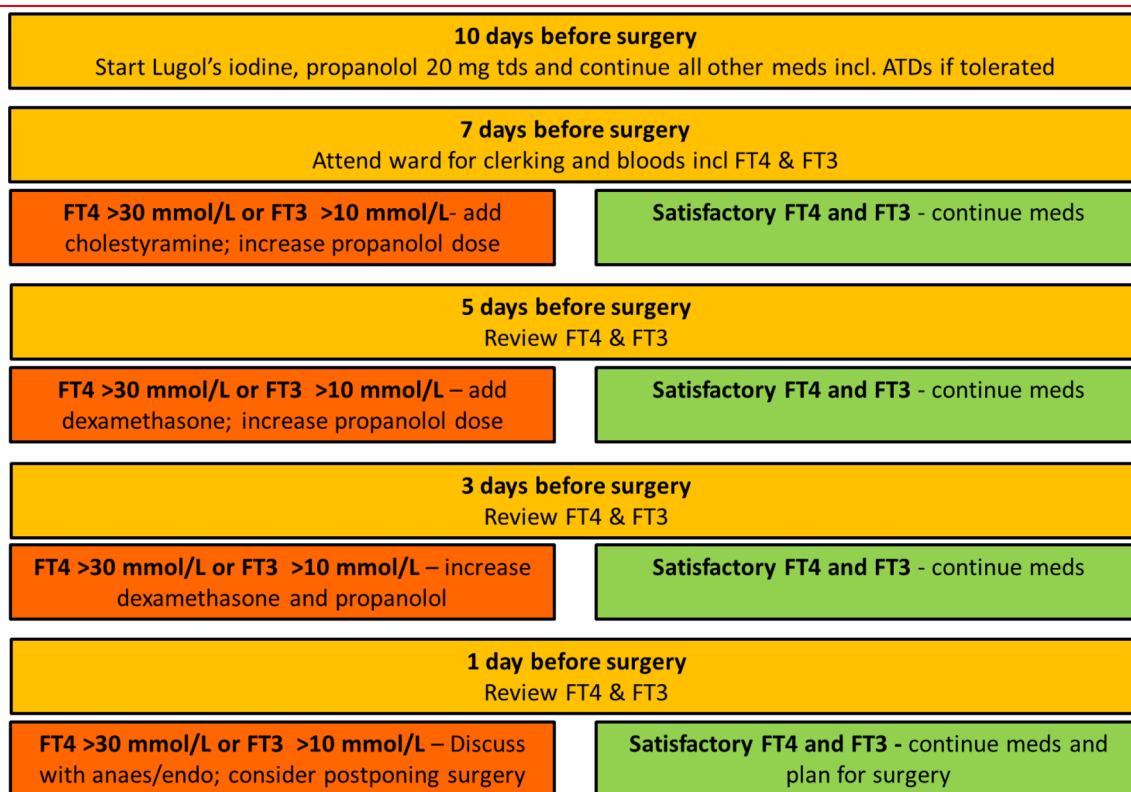 10 days before surgery
Start Lugol's iodine, propanolol 20 mg tds and continue all other meds incl. ATDs if tolerated
7 days before surgery
Attend ward for clerking and bloods incl FT4 & FT3
FT4 >30 mmol/L or FT3  >10 mmol/L- add
cholestyramine; increase propanolol dose
Satisfactory FT4 and FT3 - continue meds
5 days before surgery
Review FT4 & FT3
FT4 >30 mmol/L or FT3  >10 mmol/L – add
dexamethasone; increase propanolol dose
Satisfactory FT4 and FT3 - continue meds
3 days before surgery
Review FT4 & FT3
FT4 >30 mmol/L or FT3  >10 mmol/L – increase
dexamethasone and propanolol
Satisfactory FT4 and FT3 - continue meds
1 day before surgery
Review FT4 & FT3
FT4 >30 mmol/L or FT3  >10 mmol/L – Discuss
with anaes/endo; consider postponing surgery
Satisfactory FT4 and FT3 - continue meds and
plan for surgery